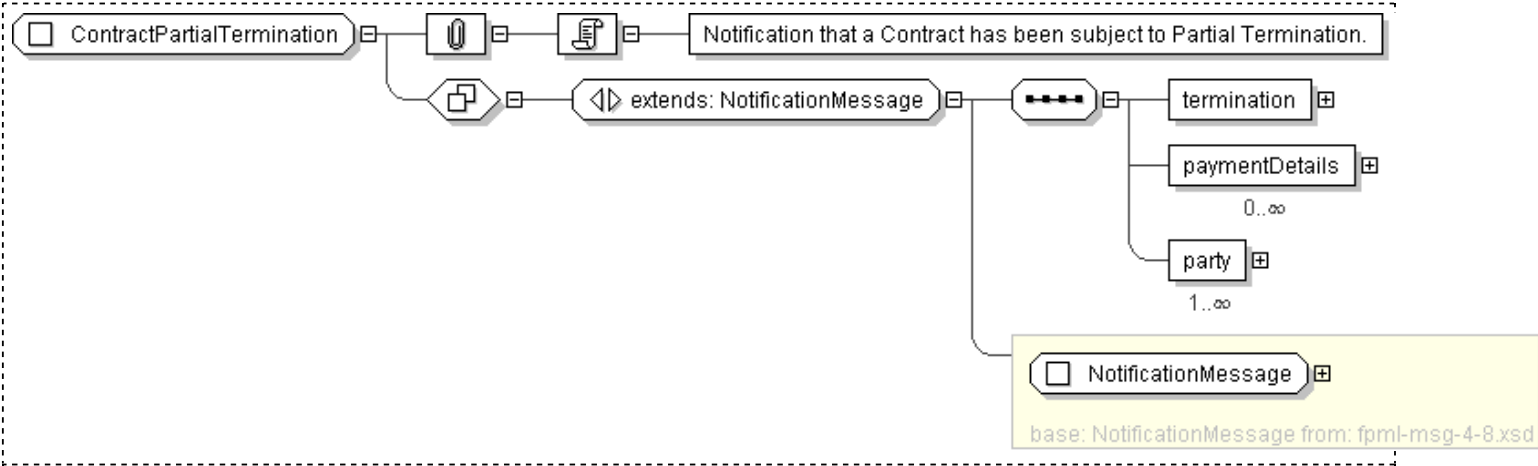 ContractPartialTermination
Notification that a Contract has been subject to Partial Termination.
extends: NotificationMessage
termination
paymentDetails
0..∞
party
1..∞
NotificationMessage
base: NotificationMessage from: fpml-msg-4-8.xsd